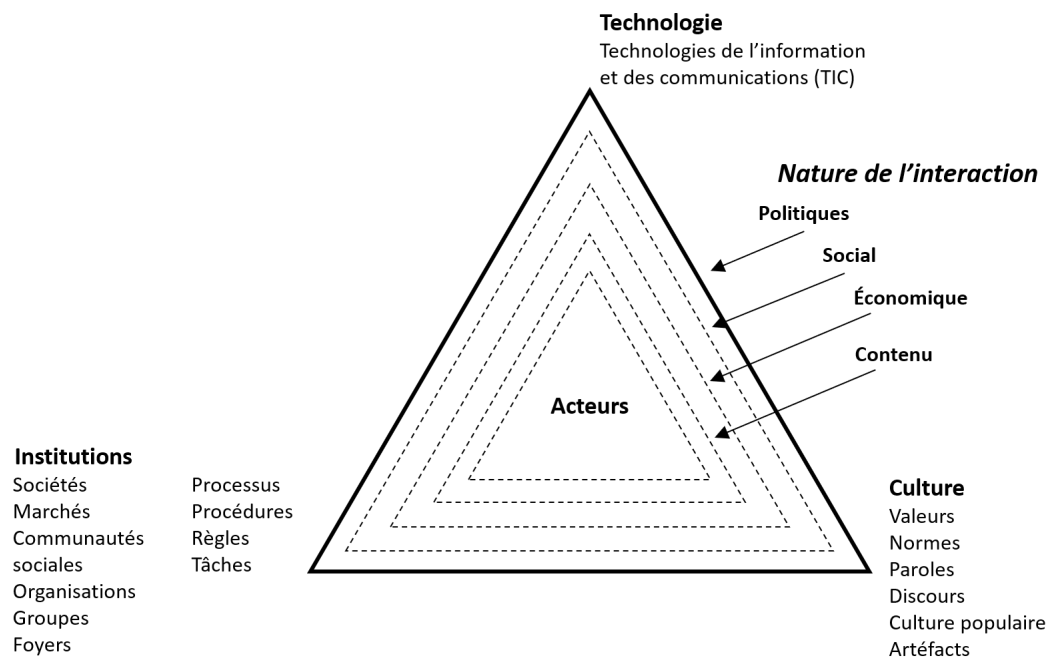 Technologie
Technologies de l’information
et des communications (TIC)
Nature de l’interaction
Politiques
Social
Économique
Contenu
Acteurs
Institutions
Sociétés
Marchés
Communautés
sociales
Organisations
Groupes
Foyers
Processus
Procédures
Règles
Tâches
Culture
Valeurs
Normes
Paroles
Discours
Culture populaire
Artéfacts